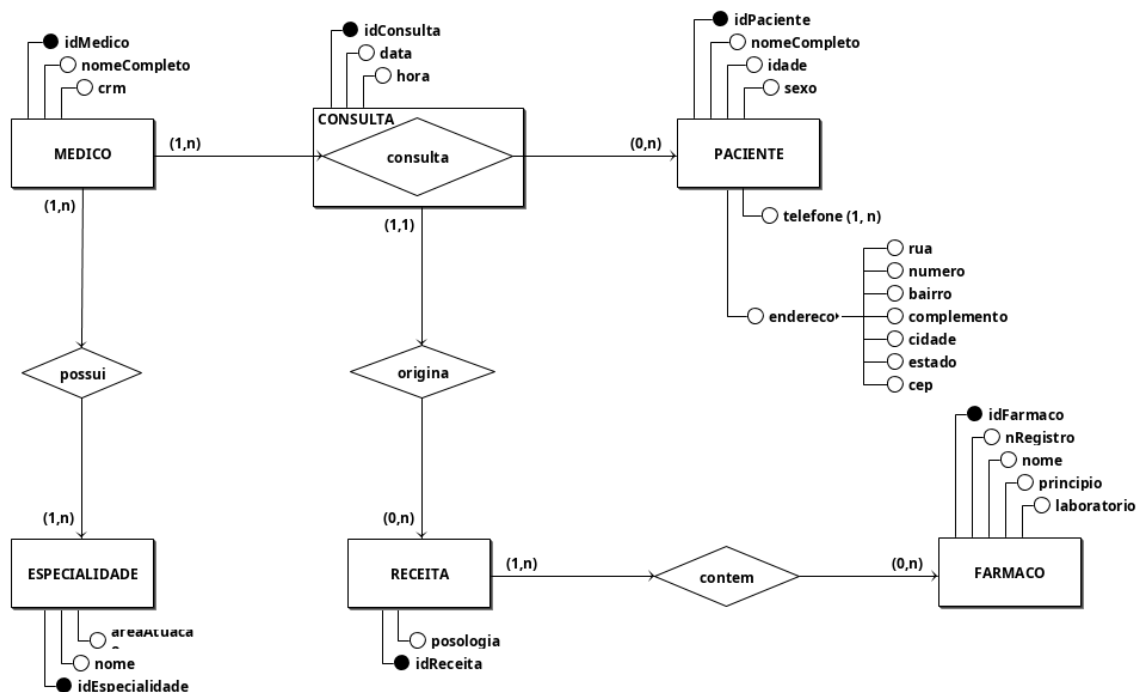 idMedico
nomeCompleto
crm
MEDICO
(1,n)
idConsulta
data
hora
CONSULTA
consulta
(0,n)
idPaciente
nomeCompleto
idade
sexo
PACIENTE
telefone (1, n)
endereco
rua
numero
bairro
complemento
cidade
estado
cep
(1,n)
possui
(1,n)
ESPECIALIDADE
nome
idEspecialidade
(1,1)
origina
(0,n)
RECEITA
posologia
idReceita
(1,n)
contem
(0,n)
idFarmaco
nRegistro
nome
principio
laboratorio
FARMACO